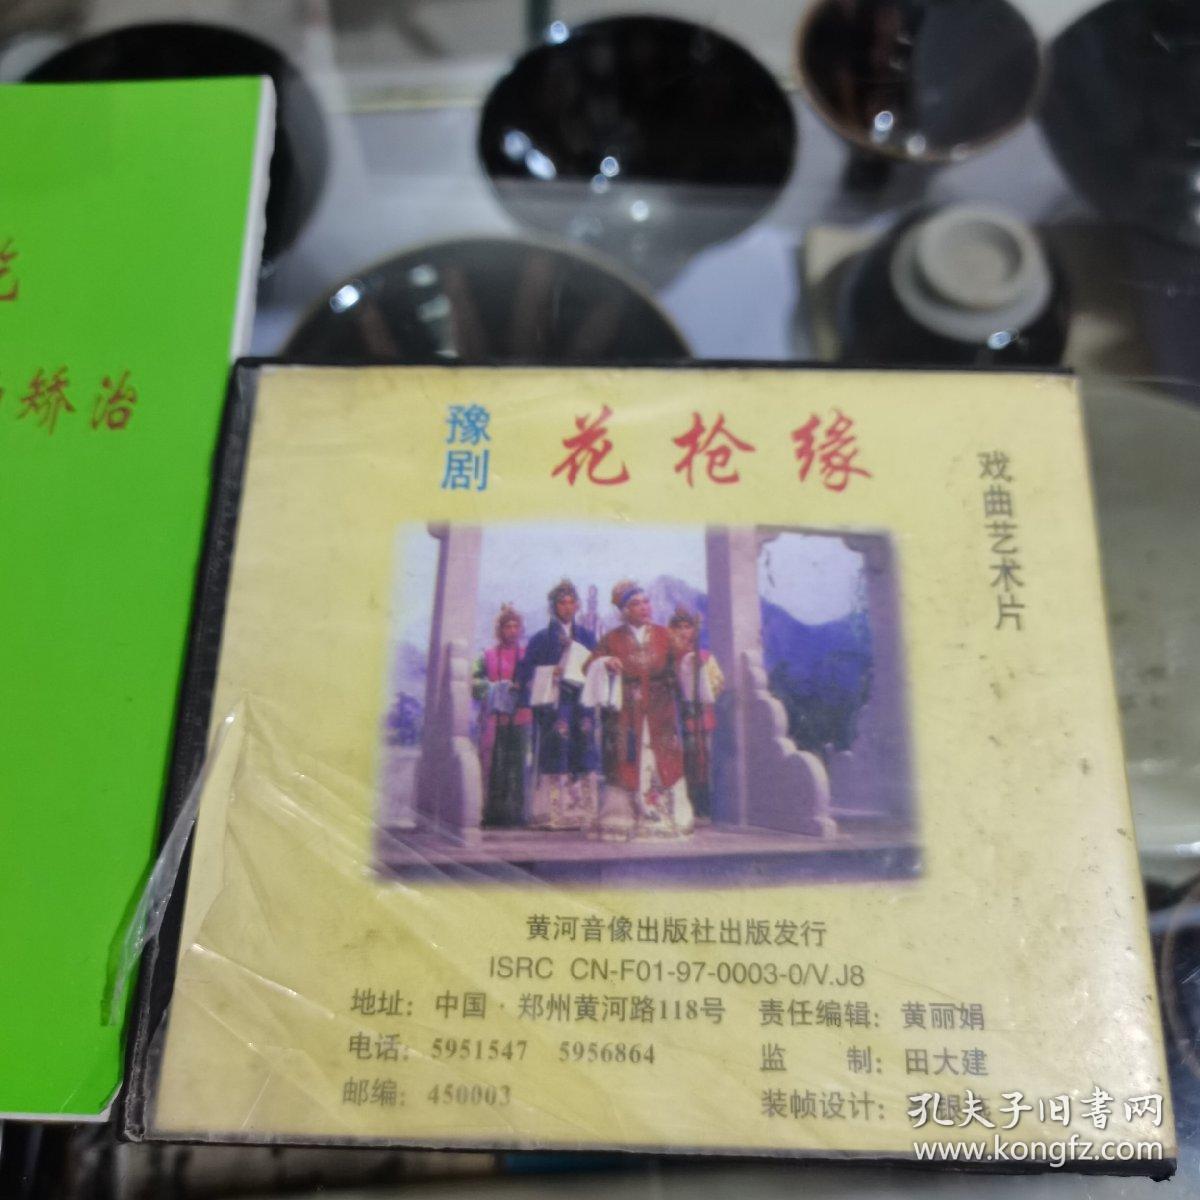 矫治
豫剧
花枪缘
戏曲艺术片
黄河音像出版社出版发行
ISRC CN-F01-97-0003-0/V.J8
地址：中国·郑州黄河路118号
电话：5951547 5956864
邮编：450003
责任编辑：黄丽娟
监 制：田大建
装帧设计：
孔夫子旧书网
www.kongfz.com